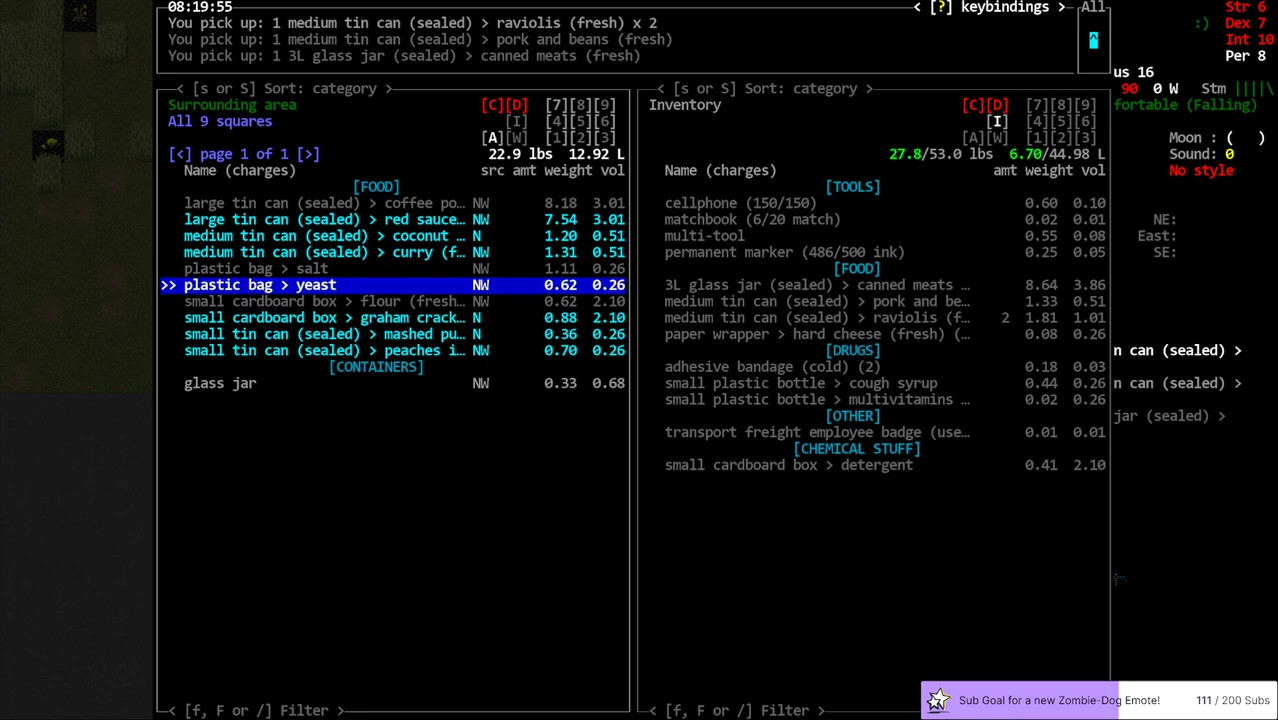 08:19:55
< [?] keybindings >
All
Str 6
You pick up: 1 medium tin can (sealed) > raviolis (fresh) x 2
:) Dex 7
You pick up: 1 medium tin can (sealed) > pork and beans (fresh)
^
Int 10
You pick up: 1 3L glass jar (sealed) > canned meats (fresh)
Per 8
us 16
< [s or S] Sort: category >
< [s or S] Sort: category >
90 0 W Stm ||||\
Surrounding area [C][D] [7][8][9]
Inventory [C][D] [7][8][9]
fortable (Falling)
All 9 squares [I] [4][5][6]
[I] [4][5][6]
[A][W] [1][2][3]
[A][W] [1][2][3]
Moon : ( )
[<] page 1 of 1 [>] 22.9 lbs 12.92 L
27.8/53.0 lbs 6.70/44.98 L
Sound: 0
Name (charges) src amt weight vol
Name (charges) amt weight vol
No style
[FOOD]
[TOOLS]
large tin can (sealed) > coffee po… NW 8.18 3.01
cellphone (150/150) 0.60 0.10
large tin can (sealed) > red sauce… NW 7.54 3.01
matchbook (6/20 match) 0.02 0.01
NE:
medium tin can (sealed) > coconut … N 1.20 0.51
multi-tool 0.55 0.08
East:
medium tin can (sealed) > curry (f… NW 1.31 0.51
permanent marker (486/500 ink) 0.02 0.01
SE:
plastic bag > salt NW 1.11 0.26
[FOOD]
>> plastic bag > yeast NW 0.62 0.26
3L glass jar (sealed) > canned meats … 8.64 3.86
small cardboard box > flour (fresh… NW 0.62 2.10
medium tin can (sealed) > pork and be… 1.33 0.51
small cardboard box > graham crack… N 0.88 2.10
medium tin can (sealed) > raviolis (f… 2 1.81 1.01
small tin can (sealed) > mashed pu… N 0.36 0.26
paper wrapper > hard cheese (fresh) (… 0.08 0.26
small tin can (sealed) > peaches i… NW 0.70 0.26
[DRUGS]
n can (sealed) >
[CONTAINERS]
adhesive bandage (cold) (2) 0.18 0.03
glass jar NW 0.33 0.68
small plastic bottle > cough syrup 0.44 0.26
n can (sealed) >
small plastic bottle > multivitamins … 0.02 0.26
[OTHER]
jar (sealed) >
transport freight employee badge (use… 0.01 0.01
[CHEMICAL STUFF]
small cardboard box > detergent 0.41 2.10
Sub Goal for a new Zombie-Dog Emote! 111 / 200 Subs
< [f, F or /] Filter >
< [f, F or /] Filter >